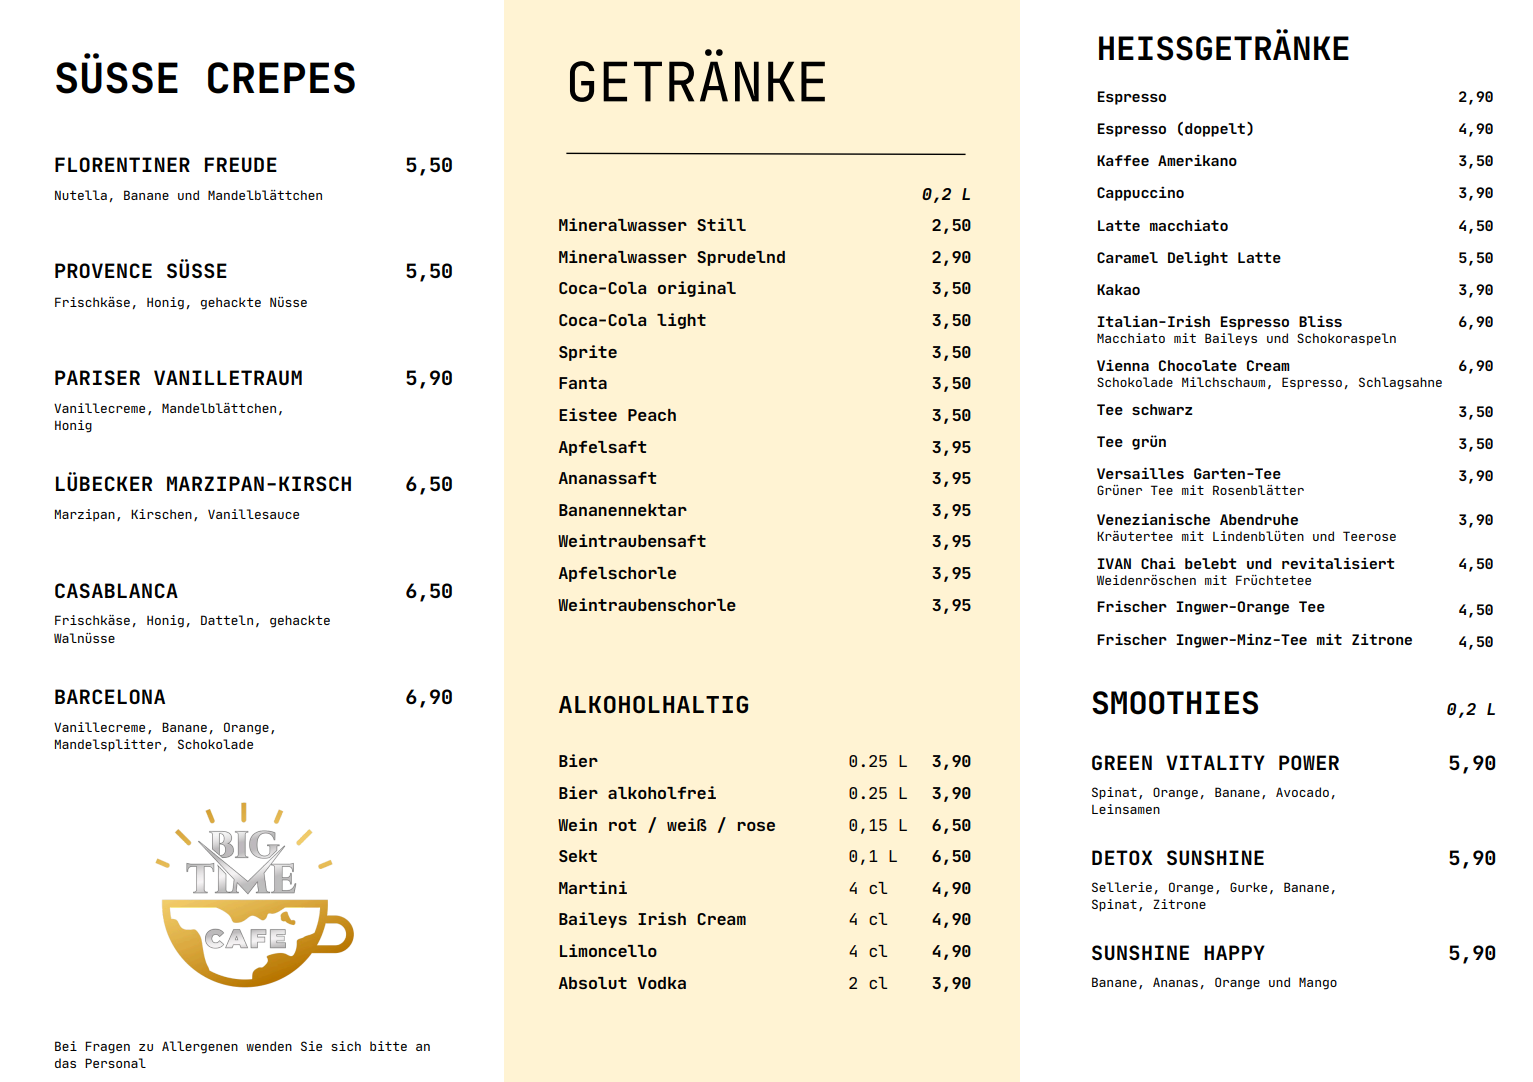 SÜSSE CREPES
FLORENTINER FREUDE 5,50
Nutella, Banane und Mandelblättchen
PROVENCE SÜSSE 5,50
Frischkäse, Honig, gehackte Nüsse
PARISER VANILLETRAUM 5,90
Vanillecreme, Mandelblättchen,
Honig
LÜBECKER MARZIPAN-KIRSCH 6,50
Marzipan, Kirschen, Vanillesauce
CASABLANCA 6,50
Frischkäse, Honig, Datteln, gehackte
Walnüsse
BARCELONA 6,90
Vanillecreme, Banane, Orange,
Mandelsplitter, Schokolade
BIG
TIME
CAFE
Bei Fragen zu Allergenen wenden Sie sich bitte an
das Personal
GETRÄNKE
0,2 L
Mineralwasser Still 2,50
Mineralwasser Sprudelnd 2,90
Coca-Cola original 3,50
Coca-Cola light 3,50
Sprite 3,50
Fanta 3,50
Eistee Peach 3,50
Apfelsaft 3,95
Ananassaft 3,95
Bananennektar 3,95
Weintraubensaft 3,95
Apfelschorle 3,95
Weintraubenschorle 3,95
ALKOHOLHALTIG
Bier 0.25 L 3,90
Bier alkoholfrei 0.25 L 3,90
Wein rot / weiß / rose 0,15 L 6,50
Sekt 0,1 L 6,50
Martini 4 cl 4,90
Baileys Irish Cream 4 cl 4,90
Limoncello 4 cl 4,90
Absolut Vodka 2 cl 3,90
HEISSGETRÄNKE
Espresso 2,90
Espresso (doppelt) 4,90
Kaffee Amerikano 3,50
Cappuccino 3,90
Latte macchiato 4,50
Caramel Delight Latte 5,50
Kakao 3,90
Italian-Irish Espresso Bliss 6,90
Macchiato mit Baileys und Schokoraspeln
Vienna Chocolate Cream 6,90
Schokolade Milchschaum, Espresso, Schlagsahne
Tee schwarz 3,50
Tee grün 3,50
Versailles Garten-Tee 3,90
Grüner Tee mit Rosenblätter
Venezianische Abendruhe 3,90
Kräutertee mit Lindenblüten und Teerose
IVAN Chai belebt und revitalisiert 4,50
Weidenröschen mit Früchtetee
Frischer Ingwer-Orange Tee 4,50
Frischer Ingwer-Minz-Tee mit Zitrone 4,50
SMOOTHIES 0,2 L
GREEN VITALITY POWER 5,90
Spinat, Orange, Banane, Avocado,
Leinsamen
DETOX SUNSHINE 5,90
Sellerie, Orange, Gurke, Banane,
Spinat, Zitrone
SUNSHINE HAPPY 5,90
Banane, Ananas, Orange und Mango